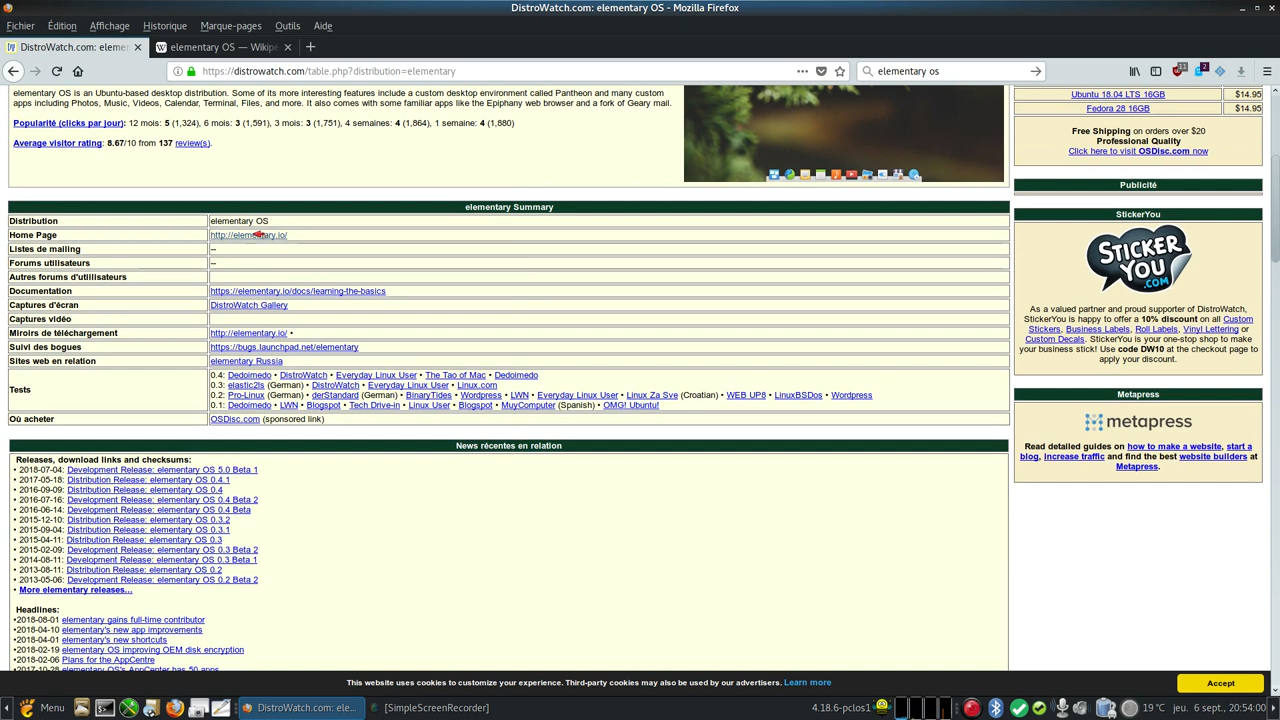 DistroWatch.com: elementary OS - Mozilla Firefox
Fichier Édition Affichage Historique Marque-pages Outils Aide
DistroWatch.com: elemen × elementary OS — Wikipe × +
https://distrowatch.com/table.php?distribution=elementary ••• elementary os 11 2
elementary OS is an Ubuntu-based desktop distribution. Some of its more interesting features include a custom desktop environment called Pantheon and many custom
apps including Photos, Music, Videos, Calendar, Terminal, Files, and more. It also comes with some familiar apps like the Epiphany web browser and a fork of Geary mail.
Popularité (clicks par jour): 12 mois: 5 (1,324), 6 mois: 3 (1,591), 3 mois: 3 (1,751), 4 semaines: 4 (1,864), 1 semaine: 4 (1,880)
Average visitor rating: 8.67/10 from 137 review(s).
elementary Summary
Distribution elementary OS
Home Page http://elementary.io/
Listes de mailing --
Forums utilisateurs --
Autres forums d'utilisateurs
Documentation https://elementary.io/docs/learning-the-basics
Captures d'écran DistroWatch Gallery
Captures vidéo
Miroirs de téléchargement http://elementary.io/ •
Suivi des bogues https://bugs.launchpad.net/elementary
Sites web en relation elementary Russia
Tests
0.4: Dedoimedo • DistroWatch • Everyday Linux User • The Tao of Mac • Dedoimedo
0.3: elastic2ls (German) • DistroWatch • Everyday Linux User • Linux.com
0.2: Pro-Linux (German) • derStandard (German) • BinaryTides • Wordpress • LWN • Everyday Linux User • Linux Za Sve (Croatian) • WEB UP8 • LinuxBSDos • Wordpress
0.1: Dedoimedo • LWN • Blogspot • Tech Drive-in • Linux User • Blogspot • MuyComputer (Spanish) • OMG! Ubuntu!
Où acheter OSDisc.com (sponsored link)
News récentes en relation
Releases, download links and checksums:
• 2018-07-04: Development Release: elementary OS 5.0 Beta 1
• 2017-05-18: Distribution Release: elementary OS 0.4.1
• 2016-09-09: Distribution Release: elementary OS 0.4
• 2016-07-16: Development Release: elementary OS 0.4 Beta 2
• 2016-06-14: Development Release: elementary OS 0.4 Beta
• 2015-12-10: Distribution Release: elementary OS 0.3.2
• 2015-09-04: Distribution Release: elementary OS 0.3.1
• 2015-04-11: Distribution Release: elementary OS 0.3
• 2015-02-09: Development Release: elementary OS 0.3 Beta 2
• 2014-08-11: Development Release: elementary OS 0.3 Beta 1
• 2013-08-11: Distribution Release: elementary OS 0.2
• 2013-05-06: Development Release: elementary OS 0.2 Beta 2
• More elementary releases...
Headlines:
•2018-08-01 elementary gains full-time contributor
•2018-04-10 elementary's new app improvements
•2018-04-01 elementary's new shortcuts
•2018-02-19 elementary OS improving OEM disk encryption
•2018-02-06 Plans for the AppCentre
•2017-10-28 elementary OS's AppCenter has 50 apps
Ubuntu 18.04 LTS 16GB $14.95
Fedora 28 16GB $14.95
Free Shipping on orders over $20
Professional Quality
Click here to visit OSDisc.com now
Publicité
StickerYou
STICKER
YOU
.COM
As a valued partner and proud supporter of DistroWatch,
StickerYou is happy to offer a 10% discount on all Custom
Stickers, Business Labels, Roll Labels, Vinyl Lettering or
Custom Decals. StickerYou is your one-stop shop to
make your business stick! Use code DW10 at the checkout page to
apply your discount.
Metapress
metapress
Read detailed guides on how to make a website, start a
blog, increase traffic and find the best website builders at
Metapress.
This website uses cookies to customize your experience. Third-party cookies may also be used by our advertisers. Learn more Accept
Menu DistroWatch.com: ele... [SimpleScreenRecorder] 4.18.6-pclos1 19 °C jeu. 6 sept., 20:54:00